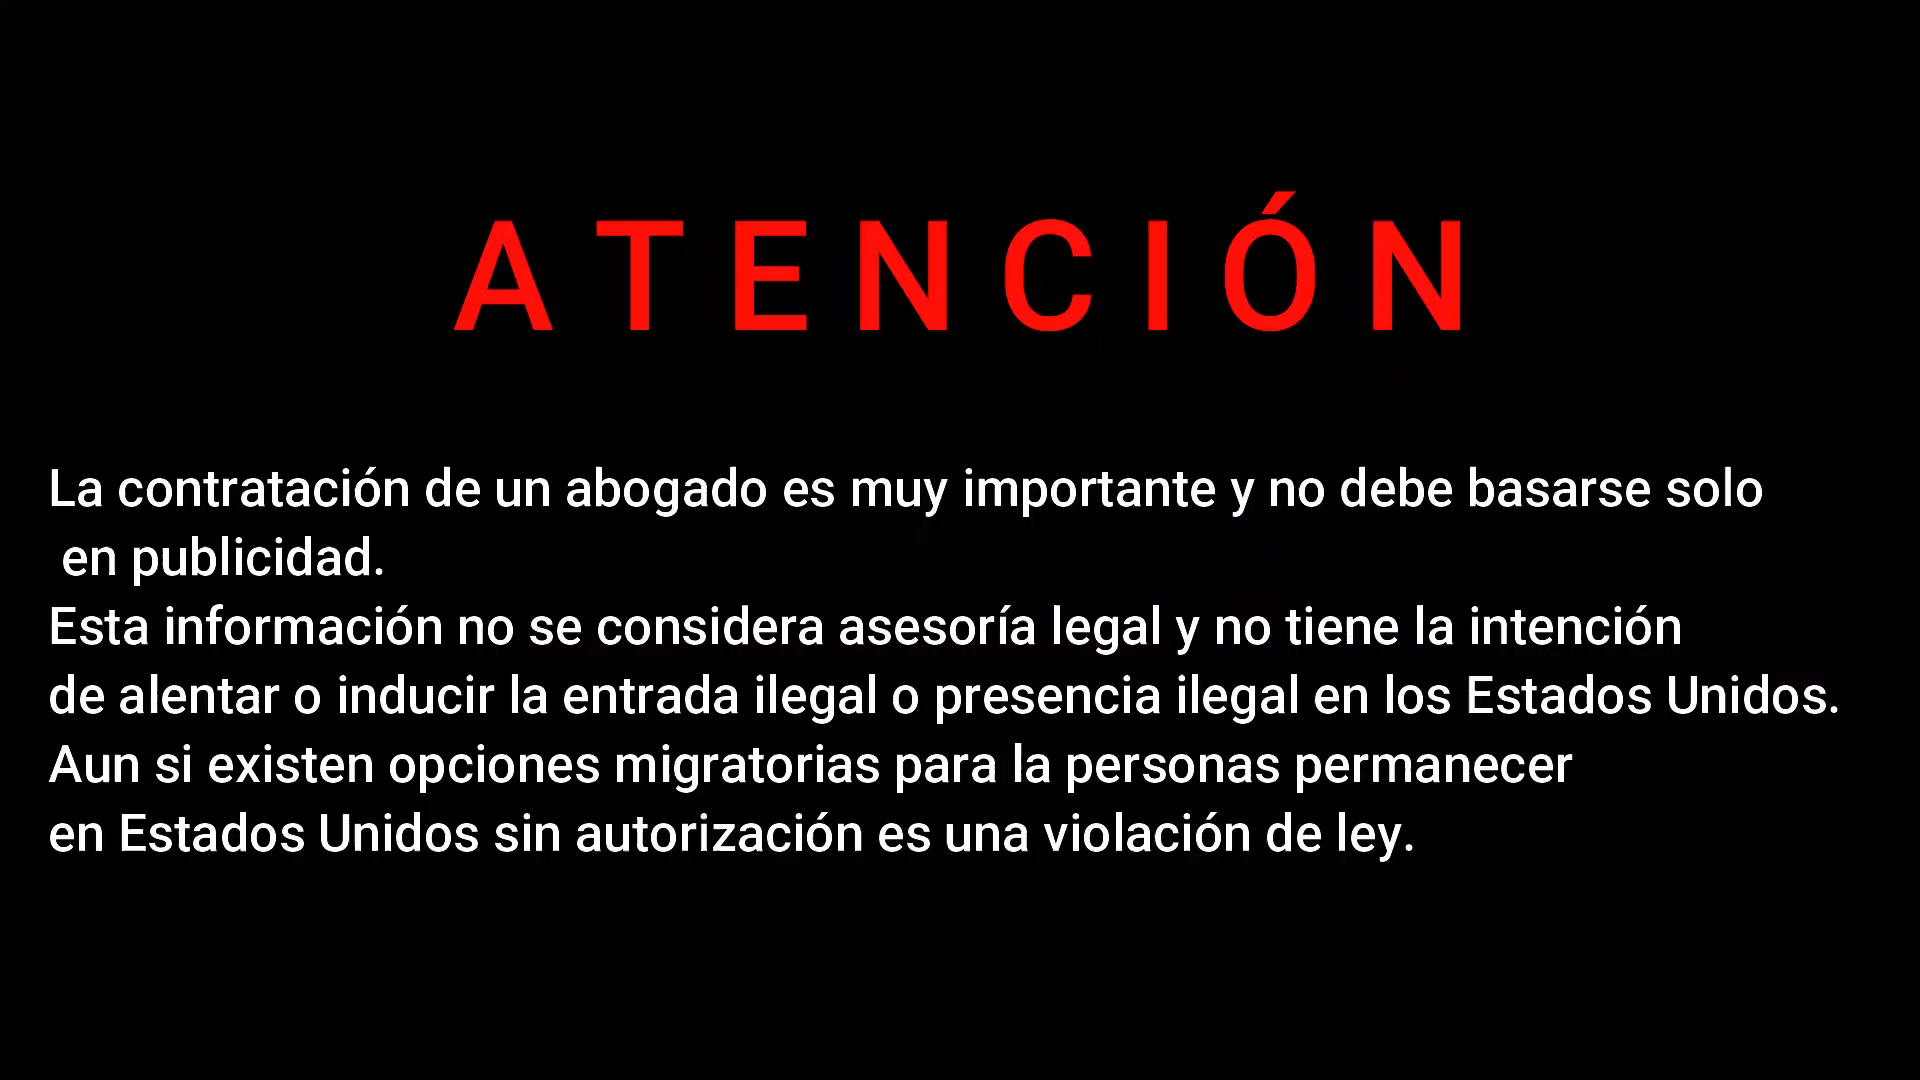 ATENCIÓN
La contratación de un abogado es muy importante y no debe basarse solo
en publicidad.
Esta información no se considera asesoría legal y no tiene la intención
de alentar o inducir la entrada ilegal o presencia ilegal en los Estados Unidos.
Aun si existen opciones migratorias para la personas permanecer
en Estados Unidos sin autorización es una violación de ley.